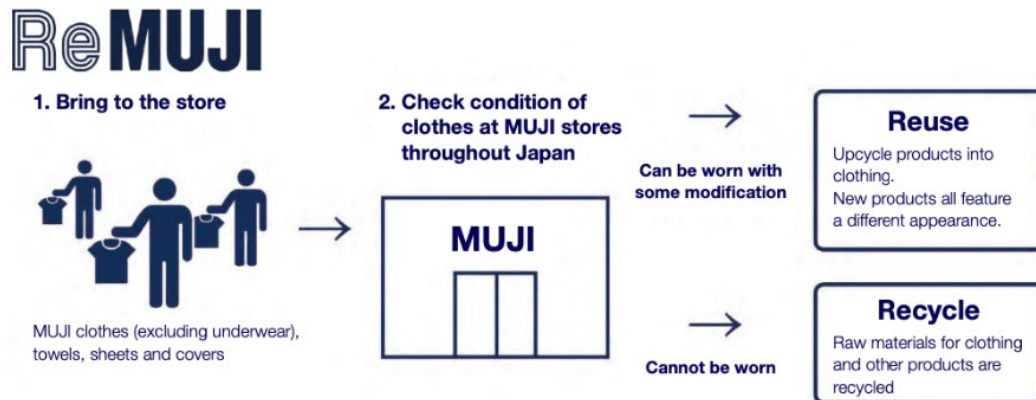 ReMUJI
1. Bring to the store
MUJI clothes (excluding underwear),
towels, sheets and covers
2. Check condition of
clothes at MUJI stores
throughout Japan
MUJI
Can be worn with
some modification
Cannot be worn
Reuse
Upcycle products into
clothing.
New products all feature
a different appearance.
Recycle
Raw materials for clothing
and other products are
recycled